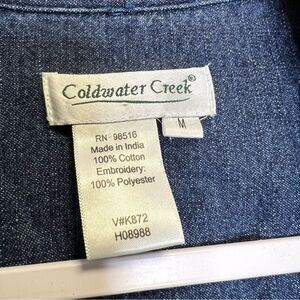 Coldwater Creek®
M
RN 98516
Made in India
100% Cotton
Embroidery:
100% Polyester
V#K872
H08988